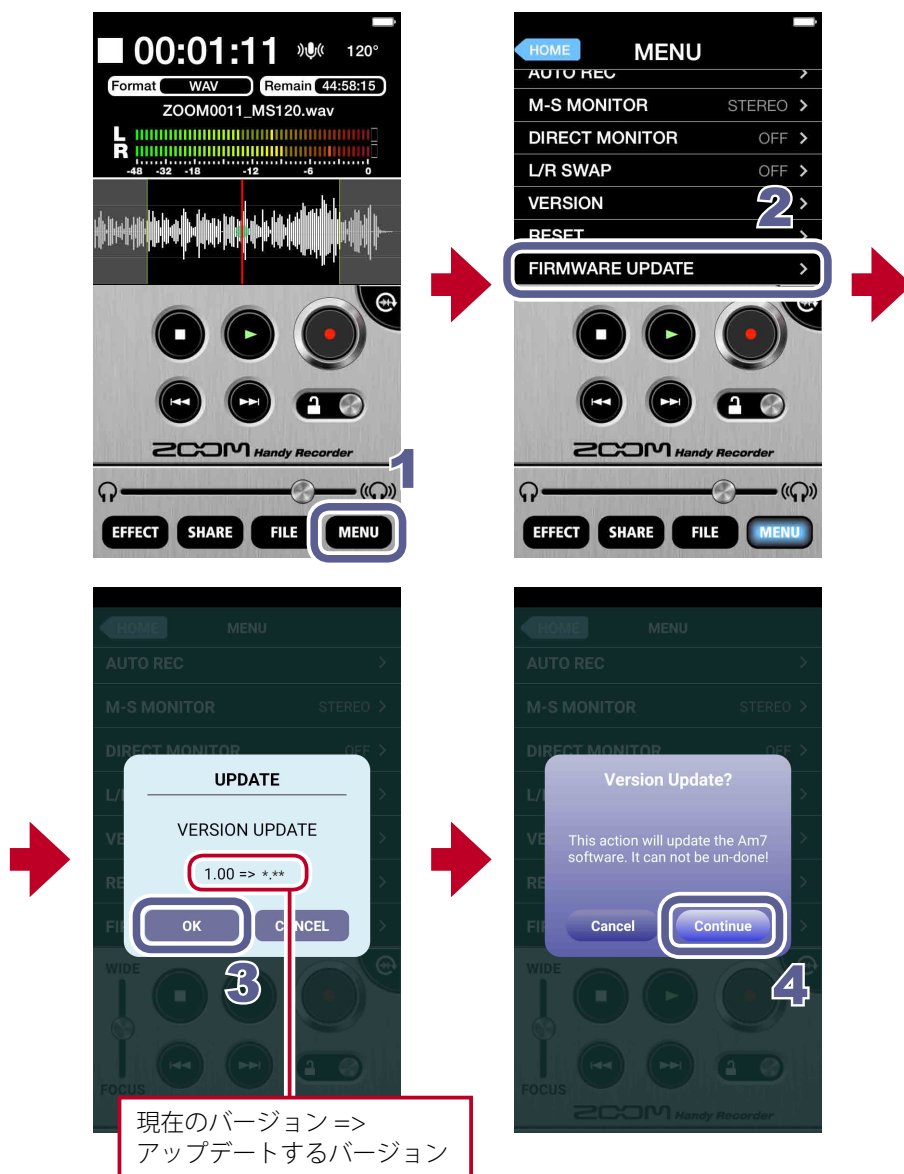 00:01:11 120°
Format WAV Remain 44:58:15
ZOOM0011_MS120.wav
L
R
-48 -32 -18 -12 -6 0
ZOOM Handy Recorder
1
EFFECT SHARE FILE MENU
HOME MENU
AUTO REC >
M-S MONITOR STEREO >
DIRECT MONITOR OFF >
L/R SWAP OFF >
VERSION >
2
RESET >
FIRMWARE UPDATE >
ZOOM Handy Recorder
EFFECT SHARE FILE MENU
HOME MENU
AUTO REC >
M-S MONITOR STEREO >
DIRECT MONITOR OFF >
UPDATE
L/
VERSION UPDATE
VE
1.00 => *.**
RE
FI
OK CANCEL
3
WIDE
FOCUS
現在のバージョン =>
アップデートするバージョン
HOME MENU
AUTO REC >
M-S MONITOR STEREO >
DIRECT MONITOR OFF >
Version Update?
L/
VE
This action will update the Am7
software. It can not be un-done!
RE
FI
Cancel Continue
4
WIDE
FOCUS
ZOOM Handy Recorder